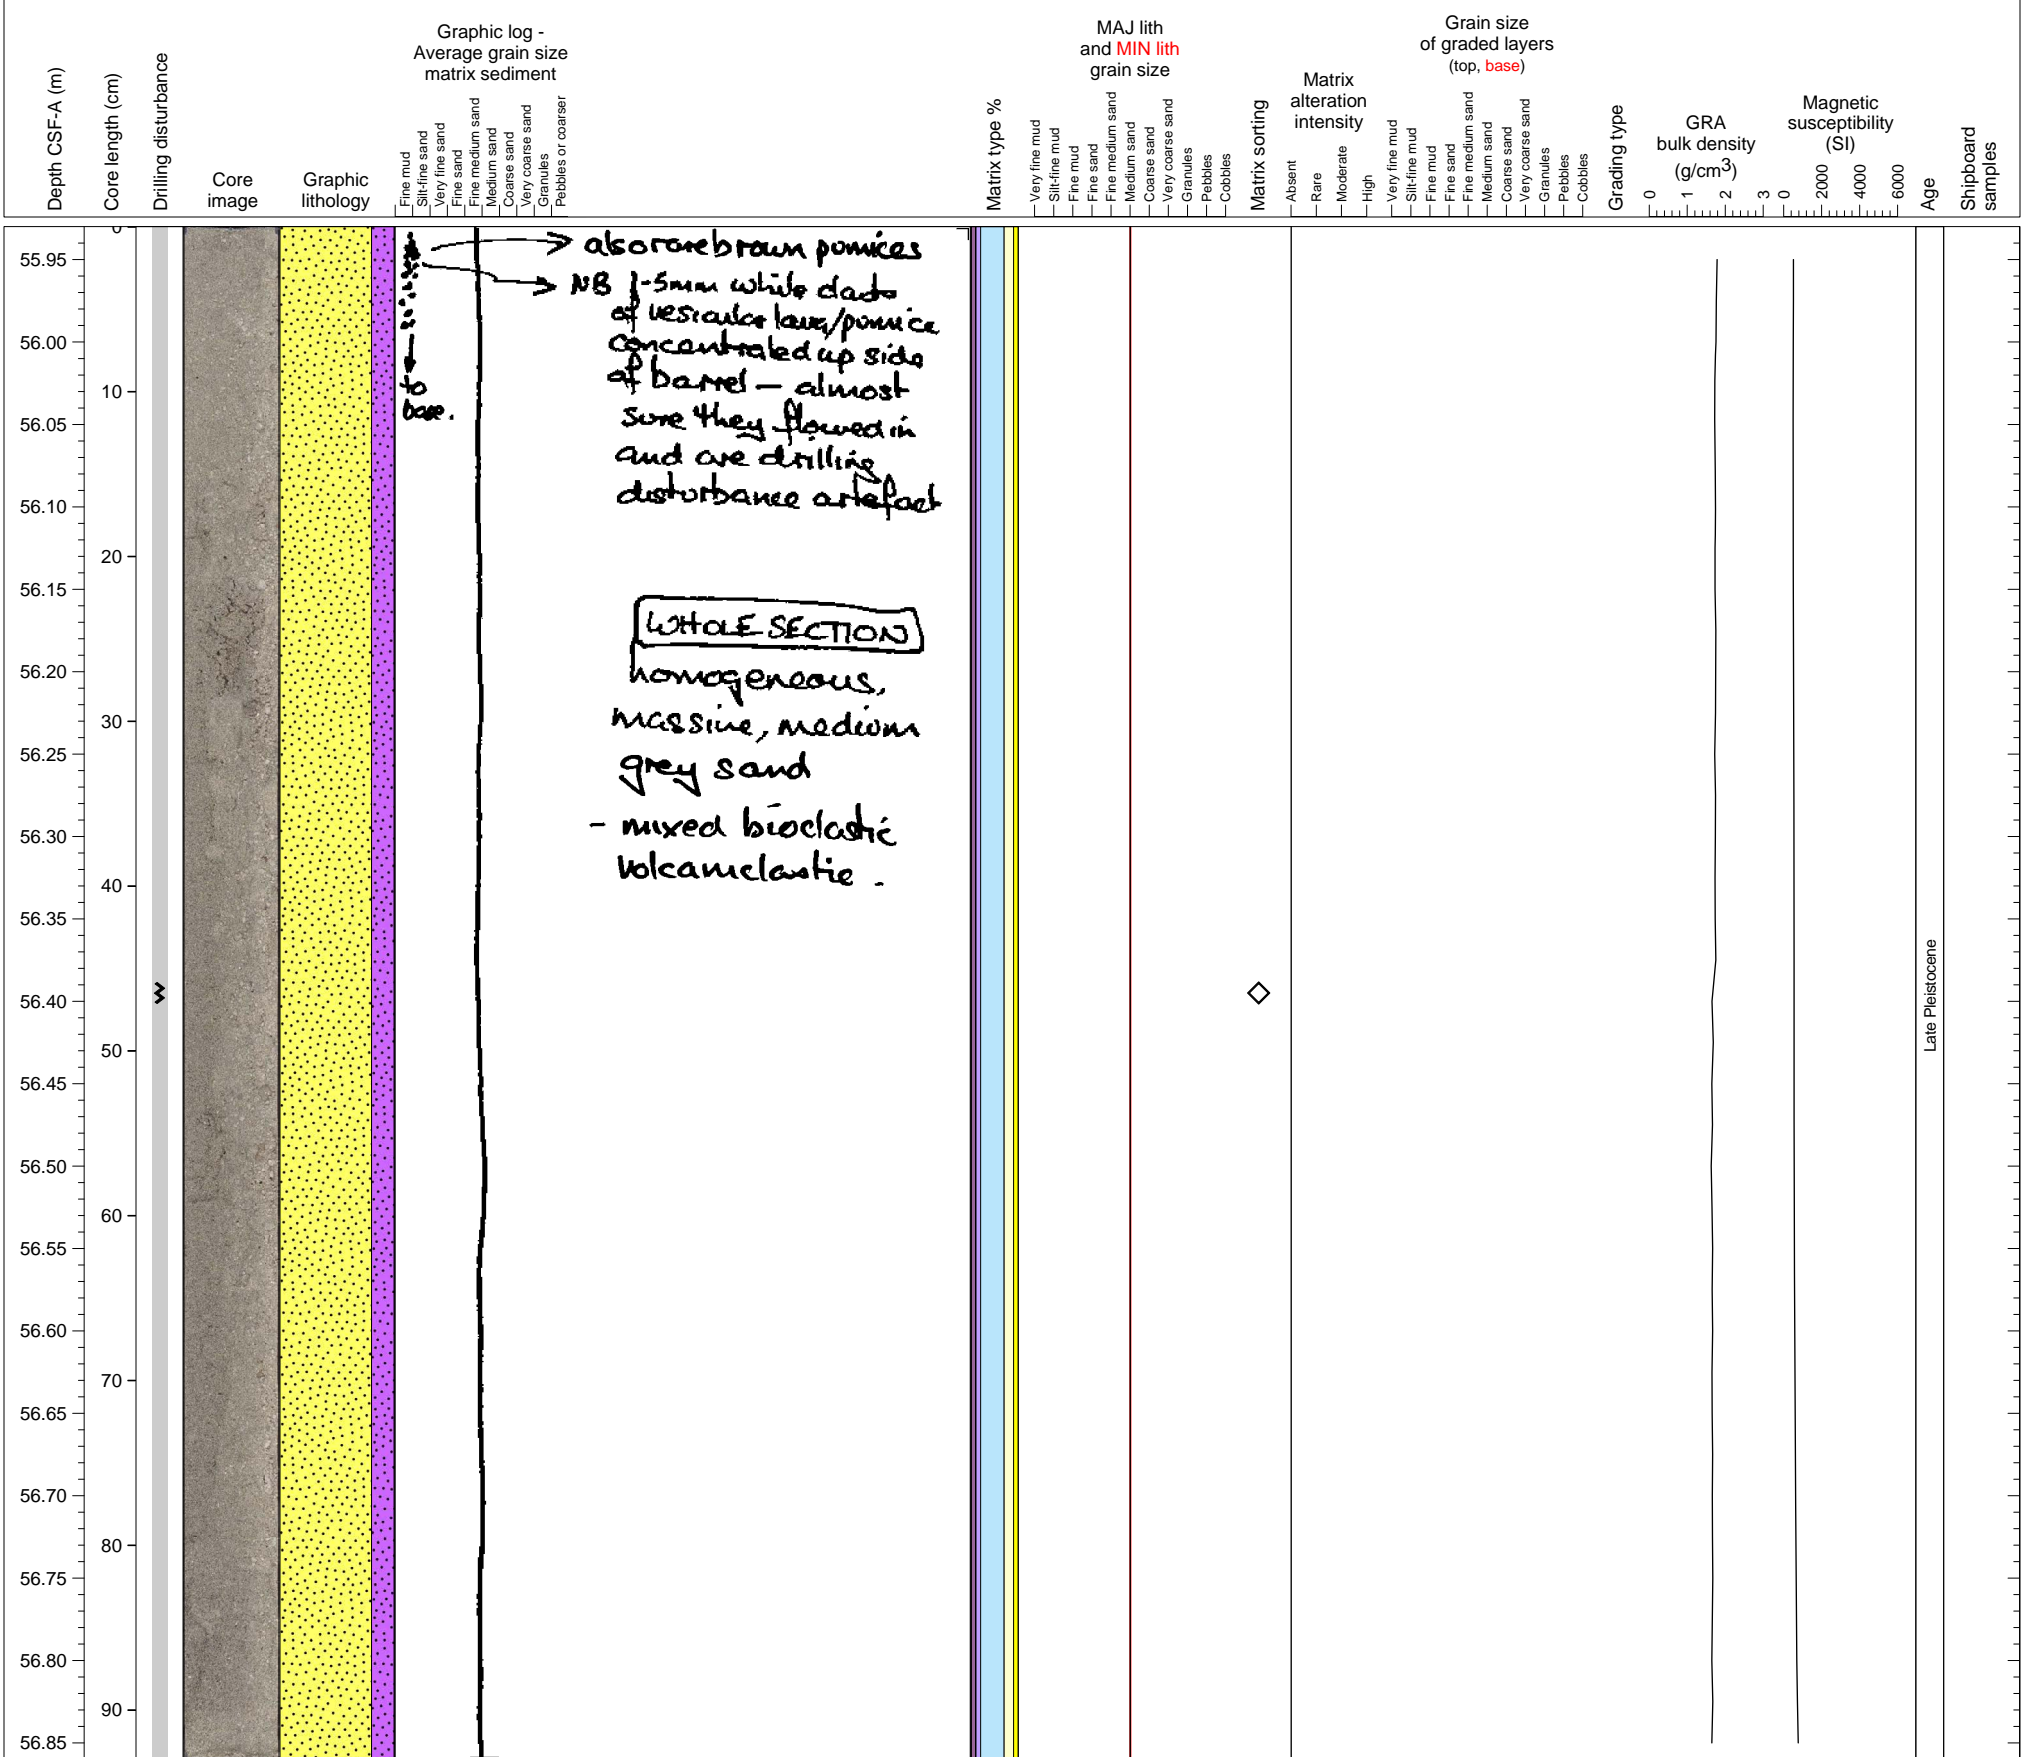 Graphic log -
Average grain size
matrix sediment
MAJ lith
and MIN lith
grain size
Grain size
of graded layers
(top, base)
Matrix
alteration
intensity
GRA
bulk density
(g/cm3)
Magnetic
susceptibility
(SI)
Depth CSF-A (m)
Core length (cm)
Drilling disturbance
Core
image
Graphic
lithology
Fine mud
Silt-fine sand
Very fine sand
Fine sand
Fine medium sand
Medium sand
Coarse sand
Very coarse sand
Granules
Pebbles or coarser
Matrix type %
Very fine mud
Silt-fine mud
Fine mud
Fine sand
Fine medium sand
Medium sand
Coarse sand
Very coarse sand
Granules
Pebbles
Cobbles
Matrix sorting
Absent
Rare
Moderate
High
Very fine mud
Silt-fine mud
Fine mud
Fine sand
Fine medium sand
Medium sand
Coarse sand
Very coarse sand
Granules
Pebbles
Cobbles
Grading type
0 1 2 3
0 2000 4000 6000
Age
Shipboard
samples
0
55.95
56.00
10
56.05
56.10
20
56.15
56.20
30
56.25
56.30
40
56.35
56.40
50
56.45
56.50
60
56.55
56.60
70
56.65
56.70
80
56.75
56.80
90
56.85
also rare brown pumices
NB 1-5mm white clasts
of vesicular lava/pumice
concentrated up side
of barrel – almost
sure they flowed in
and are drilling
disturbance artefact
to
base.
WHOLE SECTION
homogeneous,
massive, medium
grey sand
- mixed bioclastic
volcaniclastic.
Late Pleistocene